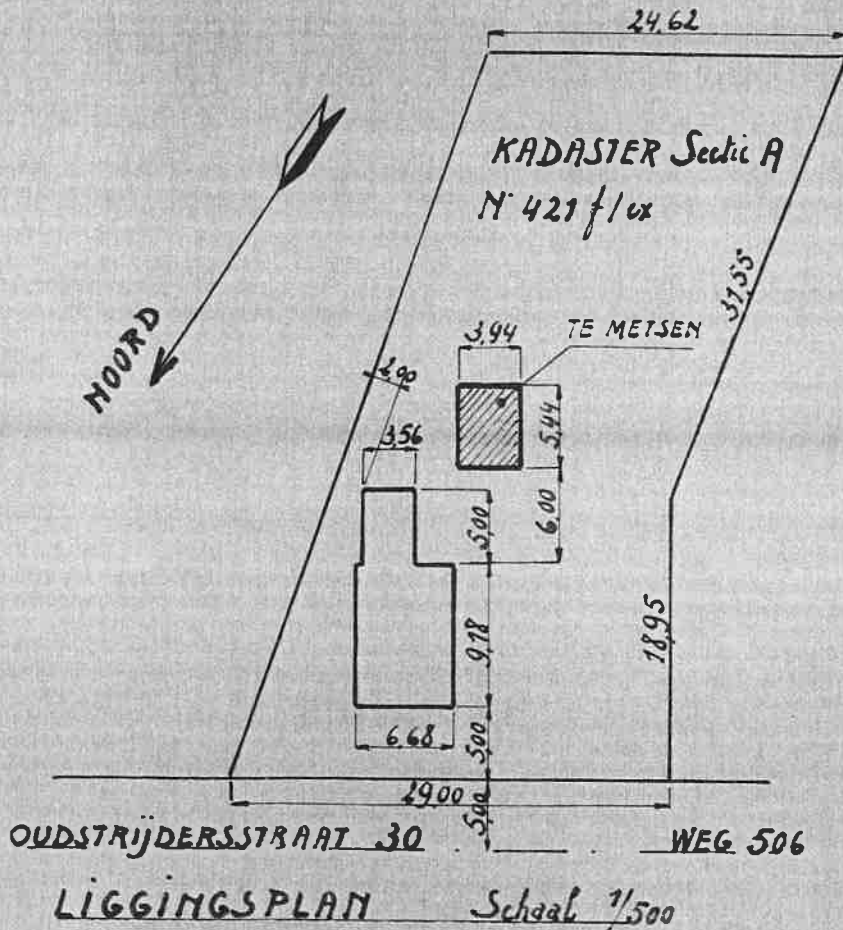 24,62
KADASTER Sectie A
N° 421 f/ex
NOORD
31,55
3,94
TE METSEN
2,00
3,56
5,44
6,00
5,00
9,78
18,95
6,68
5,00
29,00
5,00
OUDSTRIJDERSSTRAAT 30
WEG 506
LIGGINGSPLAN Schaal 1/500